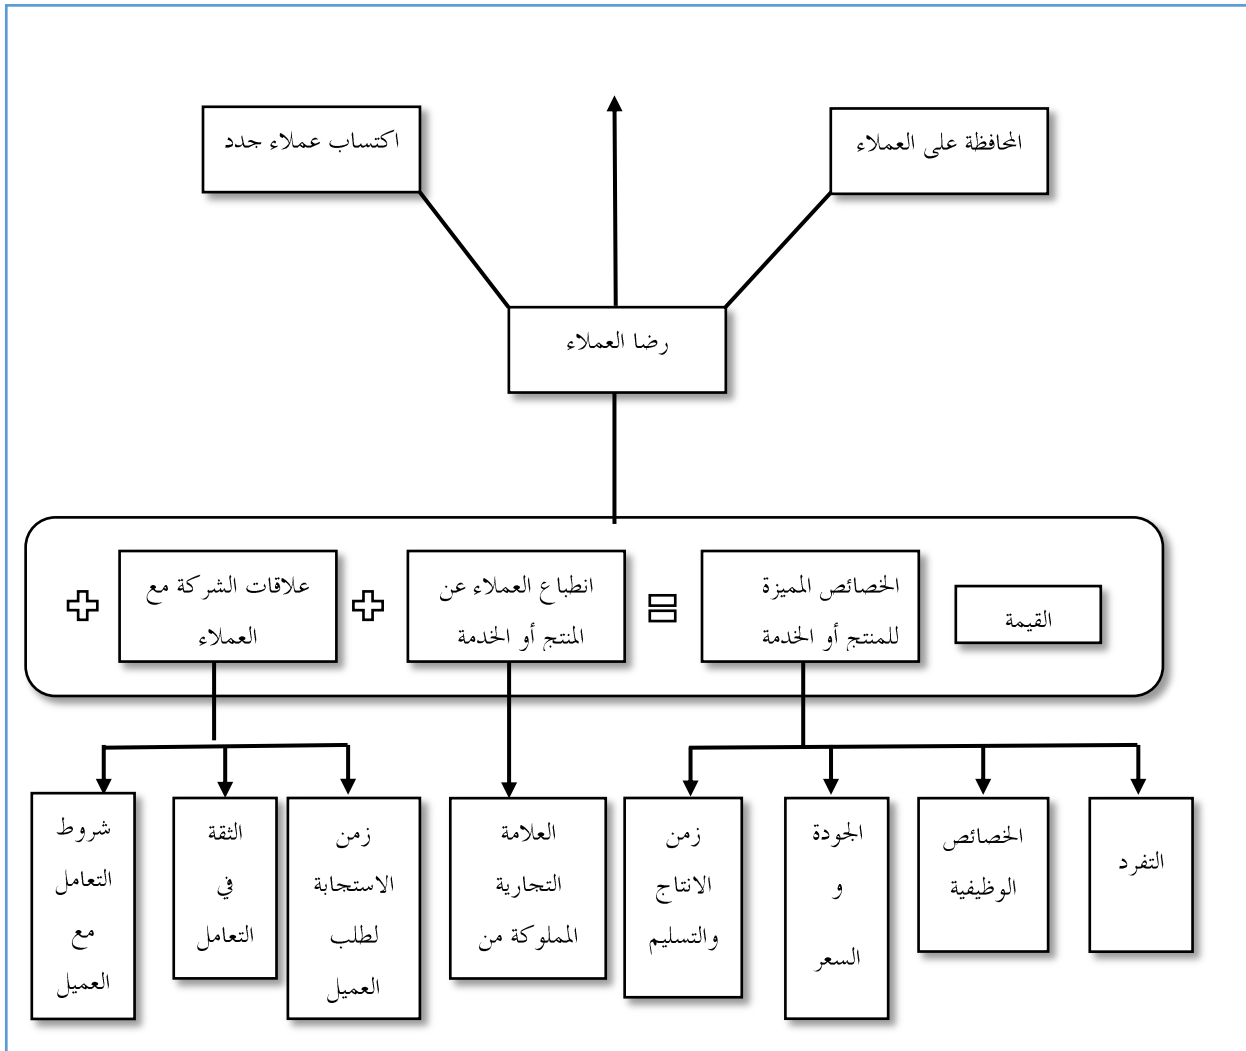 المحافظة على العملاء
اكتساب عملاء جدد
رضا العملاء
القيمة
الخصائص المميزة
للمنتج أو الخدمة
انطباع العملاء عن
المنتج أو الخدمة
علاقات الشركة مع
العملاء
التفرد
الخصائص
الوظيفية
الجودة
و
السعر
زمن
الانتاج
والتسليم
العلامة
التجارية
المملوكة من
زمن
الاستجابة
لطلب
العميل
الثقة
في
التعامل
شروط
التعامل
مع
العميل